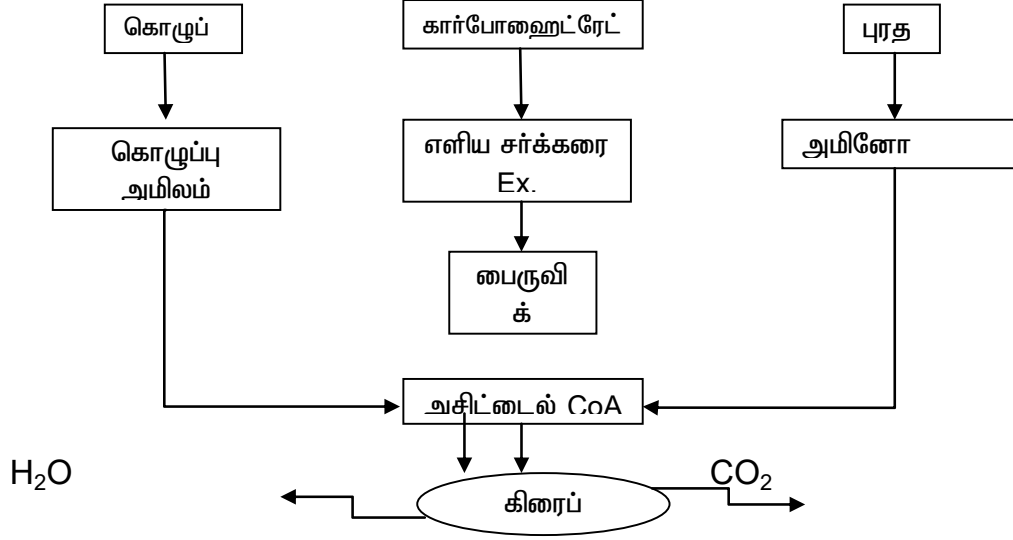 கொழுப்
கார்போஹைட்ரேட்
புரத
கொழுப்பு
அமிலம்
எளிய சர்க்கரை
Ex.
அமினோ
பைருவி
க்
அசிட்டைல் CoA
H₂O
CO₂
கிரைப்